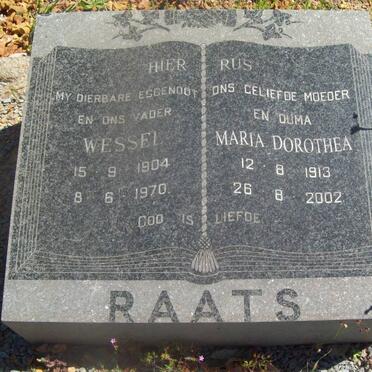 HIER RUS
MY DIERBARE EGGENOOT
EN ONS VADER
WESSEL
15 - 9 - 1904
8 - 6 - 1970.
ONS GELIEFDE MOEDER
EN OUMA
MARIA DOROTHEA
12 - 8 - 1913
26 - 8 - 2002
GOD IS LIEFDE
RAATS